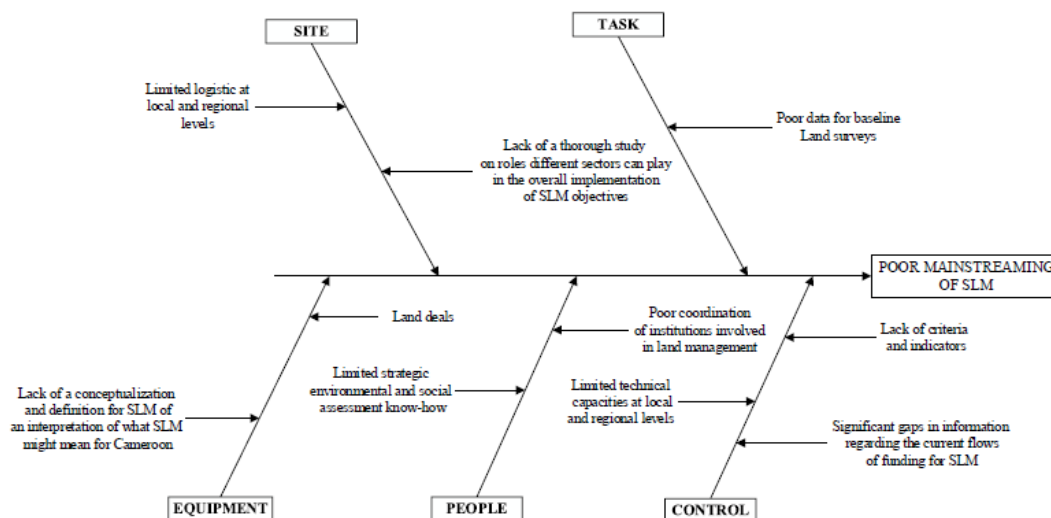 SITE
TASK
Limited logistic at
local and regional
levels
Poor data for baseline
Land surveys
Lack of a thorough study
on roles different sectors can play
in the overall implementation
of SLM objectives
POOR MAINSTREAMING
OF SLM
Land deals
Poor coordination
of institutions involved
in land management
Lack of criteria
and indicators
Limited strategic
environmental and social
assessment know-how
Limited technical
capacities at local
and regional levels
Lack of a conceptualization
and definition for SLM of
an interpretation of what SLM
might mean for Cameroon
Significant gaps in information
regarding the current flows
of funding for SLM
EQUIPMENT
PEOPLE
CONTROL